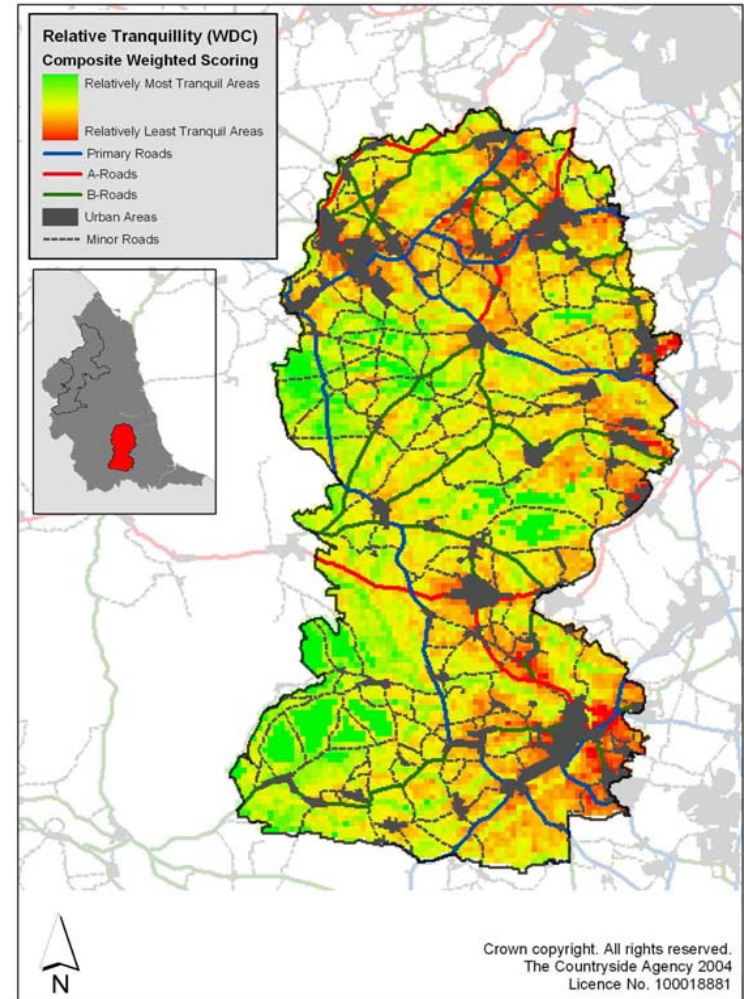 Relative Tranquillity (WDC)
Composite Weighted Scoring
Relatively Most Tranquil Areas
Relatively Least Tranquil Areas
Primary Roads
A-Roads
B-Roads
Urban Areas
Minor Roads
N
Crown copyright. All rights reserved.
The Countryside Agency 2004
Licence No. 100018881